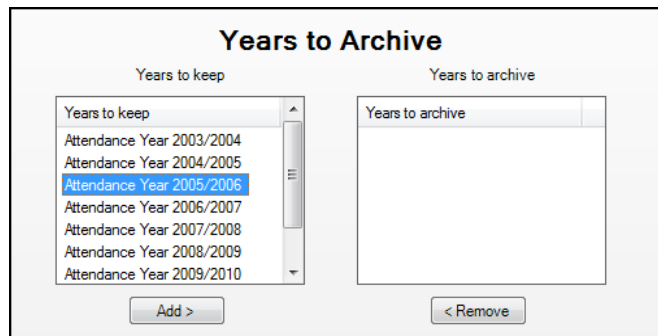 Years to Archive
Years to keep
Years to archive
Years to keep
Attendance Year 2003/2004
Attendance Year 2004/2005
Attendance Year 2005/2006
Attendance Year 2006/2007
Attendance Year 2007/2008
Attendance Year 2008/2009
Attendance Year 2009/2010
Add >
Years to archive
< Remove